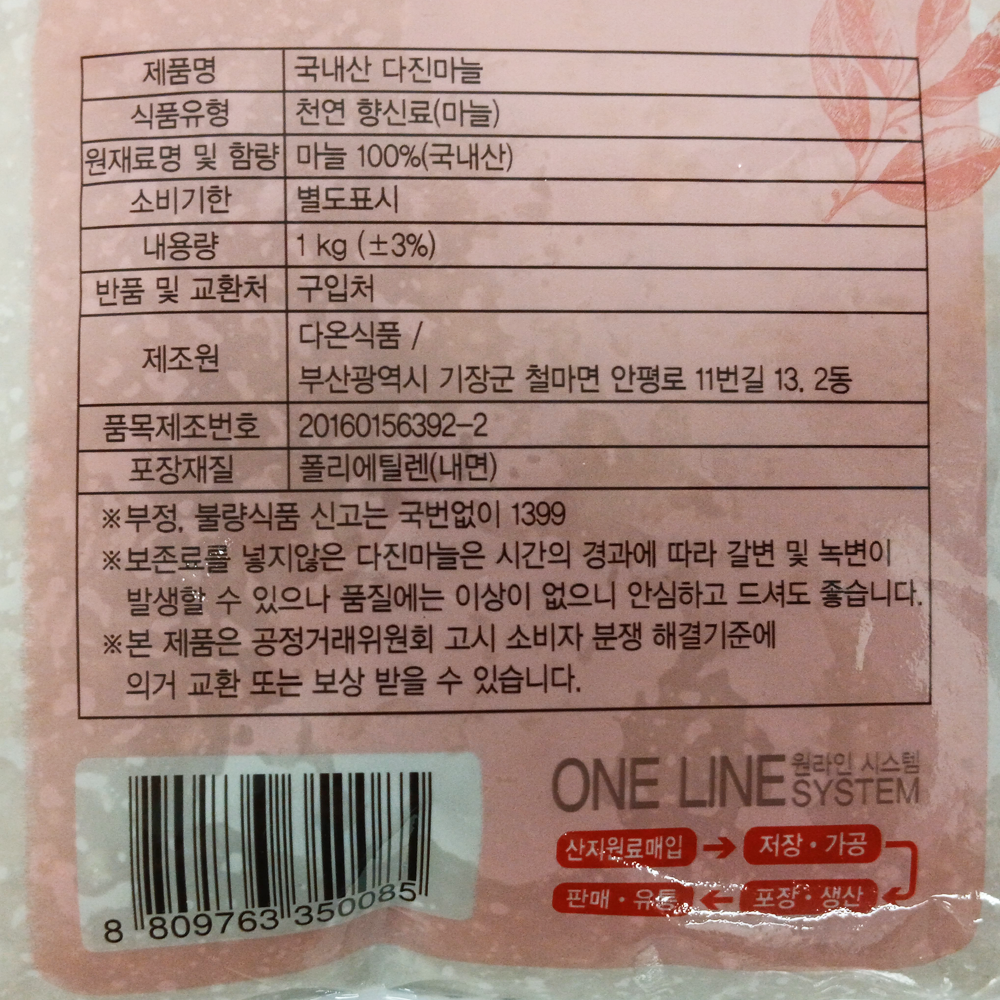 제품명 국내산 다진마늘
식품유형 천연 향신료(마늘)
원재료명 및 함량 마늘 100%(국내산)
소비기한 별도표시
내용량 1 kg (±3%)
반품 및 교환처 구입처
제조원 다온식품 /
부산광역시 기장군 철마면 안평로 11번길 13, 2동
품목제조번호 20160156392-2
포장재질 폴리에틸렌(내면)
※부정, 불량식품 신고는 국번없이 1399
※보존료를 넣지않은 다진마늘은 시간의 경과에 따라 갈변 및 녹변이
발생할 수 있으나 품질에는 이상이 없으니 안심하고 드셔도 좋습니다.
※본 제품은 공정거래위원회 고시 소비자 분쟁 해결기준에
의거 교환 또는 보상 받을 수 있습니다.
8 809763 350085
ONE LINE 원라인 시스템
SYSTEM
산지원료매입 → 저장·가공
판매·유통 ← 포장·생산